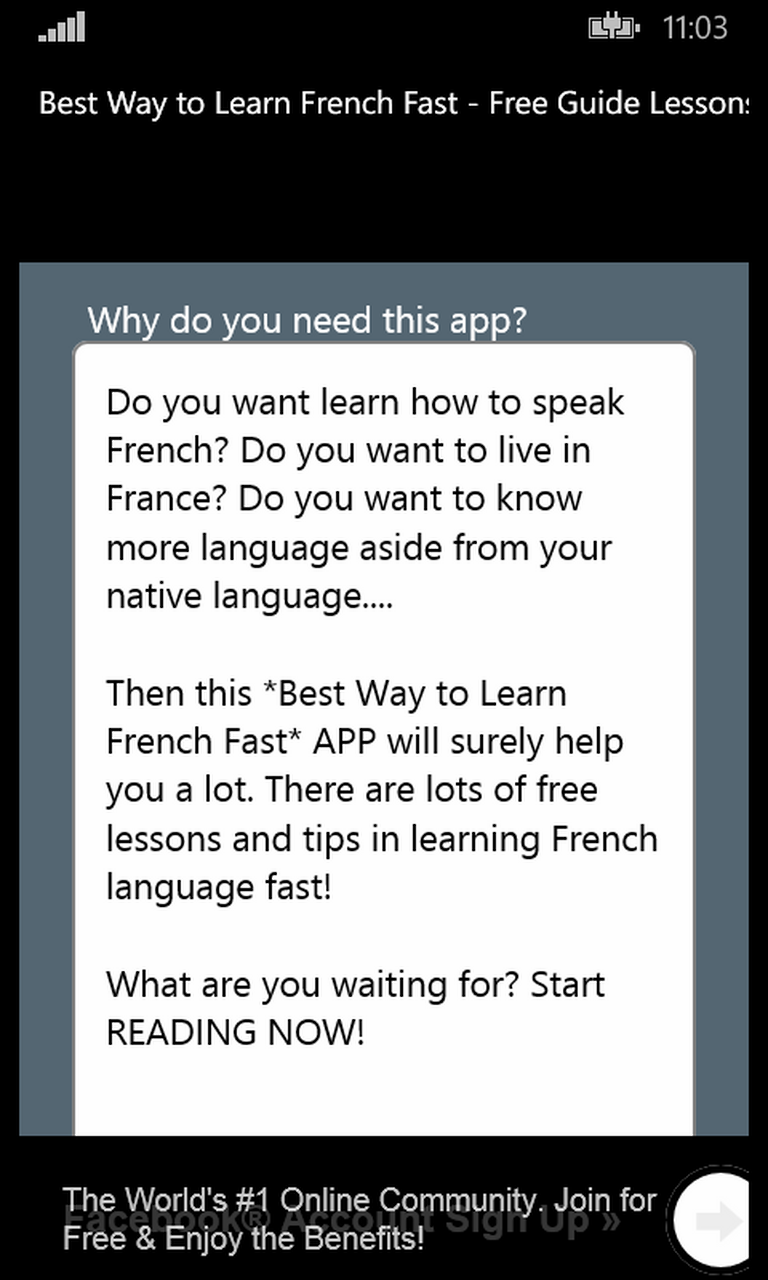 11:03
Best Way to Learn French Fast - Free Guide Lessons
Why do you need this app?
Do you want learn how to speak
French? Do you want to live in
France? Do you want to know
more language aside from your
native language....
Then this *Best Way to Learn
French Fast* APP will surely help
you a lot. There are lots of free
lessons and tips in learning French
language fast!
What are you waiting for? Start
READING NOW!
The World's #1 Online Community. Join for
Facebook® Account Sign Up »
Free & Enjoy the Benefits!